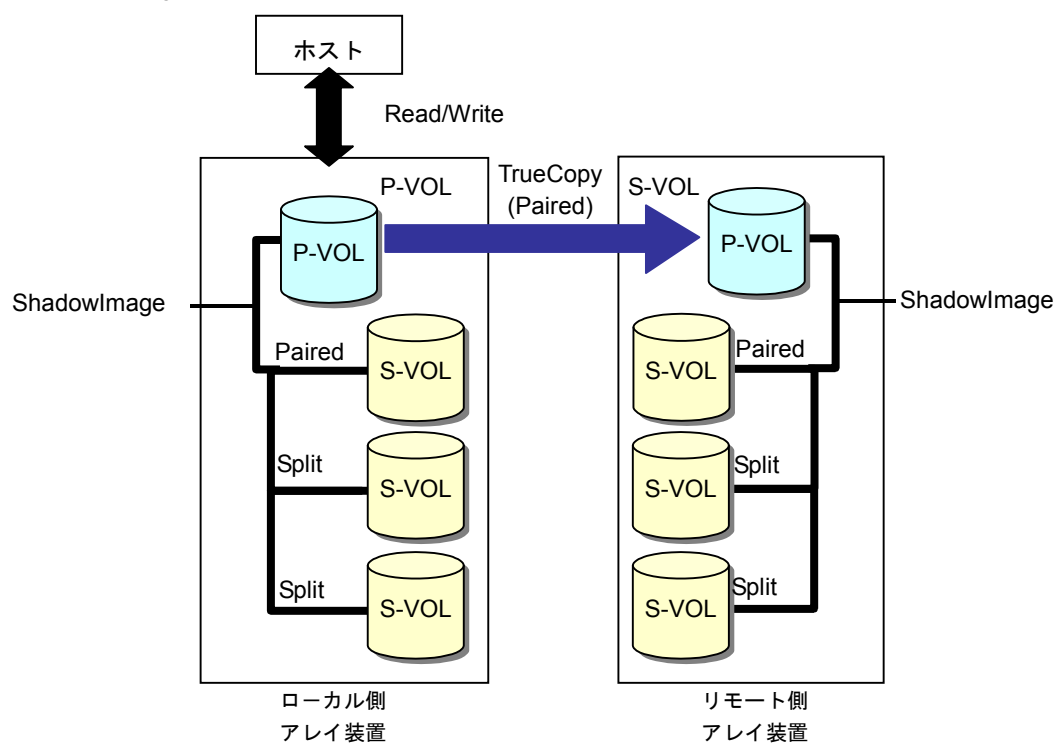 ホスト
Read/Write
P-VOL
TrueCopy
(Paired)
S-VOL
P-VOL
P-VOL
ShadowImage
ShadowImage
Paired
S-VOL
S-VOL
Paired
Split
S-VOL
S-VOL
Split
Split
S-VOL
S-VOL
Split
ローカル側
アレイ装置
リモート側
アレイ装置